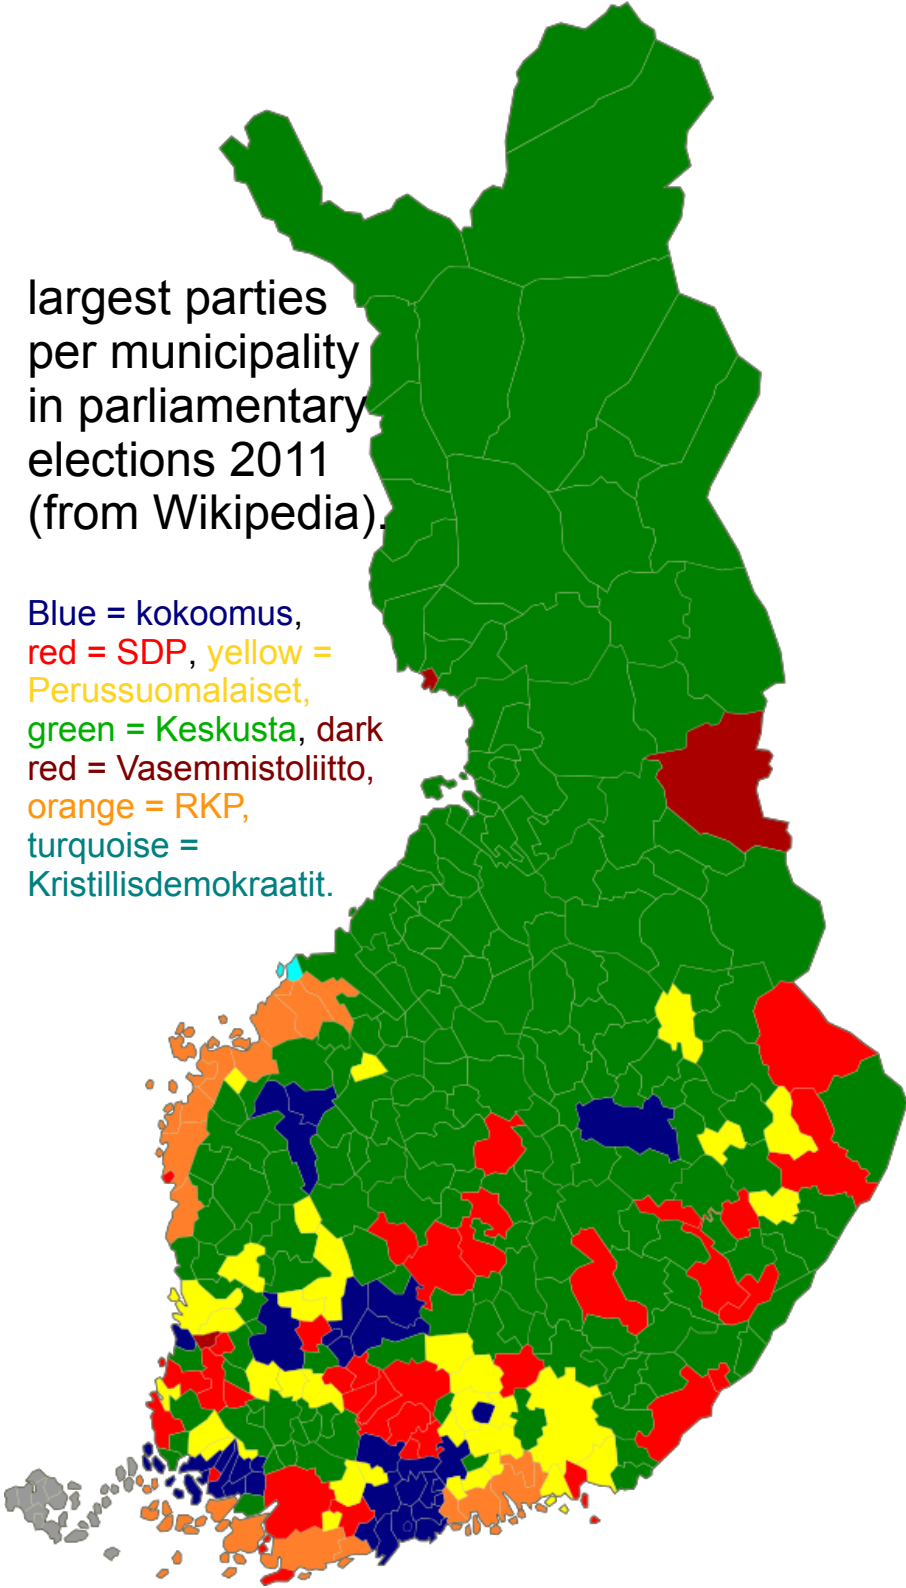 largest parties
per municipality
in parliamentary
elections 2011
(from Wikipedia).
Blue = kokoomus,
red = SDP, yellow =
Perussuomalaiset,
green = Keskusta, dark
red = Vasemmistoliitto,
orange = RKP,
turquoise =
Kristillisdemokraatit.